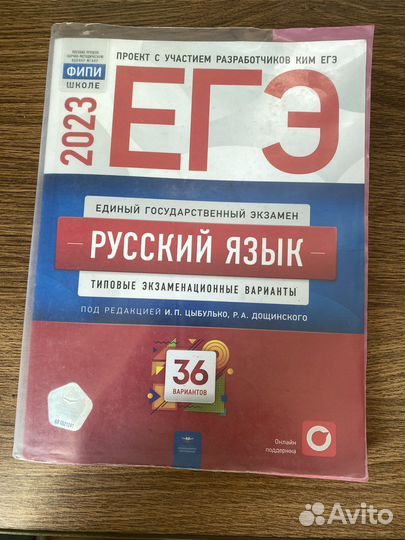 ПРОЕКТ С УЧАСТИЕМ РАЗРАБОТЧИКОВ КИМ ЕГЭ
ФИПИ
ШКОЛЕ
2023
ЕГЭ
ЕДИНЫЙ ГОСУДАРСТВЕННЫЙ ЭКЗАМЕН
РУССКИЙ ЯЗЫК
ТИПОВЫЕ ЭКЗАМЕНАЦИОННЫЕ ВАРИАНТЫ
ПОД РЕДАКЦИЕЙ И. П. ЦЫБУЛЬКО, Р. А. ДОЩИНСКОГО
36
ВАРИАНТОВ
Онлайн
поддержка
Avito